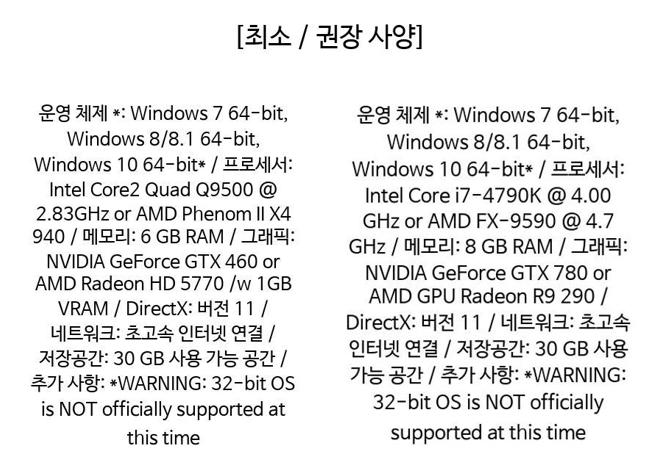 [최소 / 권장 사양]
운영 체제 *: Windows 7 64-bit,
Windows 8/8.1 64-bit,
Windows 10 64-bit* / 프로세서:
Intel Core2 Quad Q9500 @
2.83GHz or AMD Phenom II X4
940 / 메모리: 6 GB RAM / 그래픽:
NVIDIA GeForce GTX 460 or
AMD Radeon HD 5770 /w 1GB
VRAM / DirectX: 버전 11 /
네트워크: 초고속 인터넷 연결 /
저장공간: 30 GB 사용 가능 공간 /
추가 사항: *WARNING: 32-bit OS
is NOT officially supported at
this time
운영 체제 *: Windows 7 64-bit,
Windows 8/8.1 64-bit,
Windows 10 64-bit* / 프로세서:
Intel Core i7-4790K @ 4.00
GHz or AMD FX-9590 @ 4.7
GHz / 메모리: 8 GB RAM / 그래픽:
NVIDIA GeForce GTX 780 or
AMD GPU Radeon R9 290 /
DirectX: 버전 11 / 네트워크: 초고속
인터넷 연결 / 저장공간: 30 GB 사용
가능 공간 / 추가 사항: *WARNING:
32-bit OS is NOT officially
supported at this time